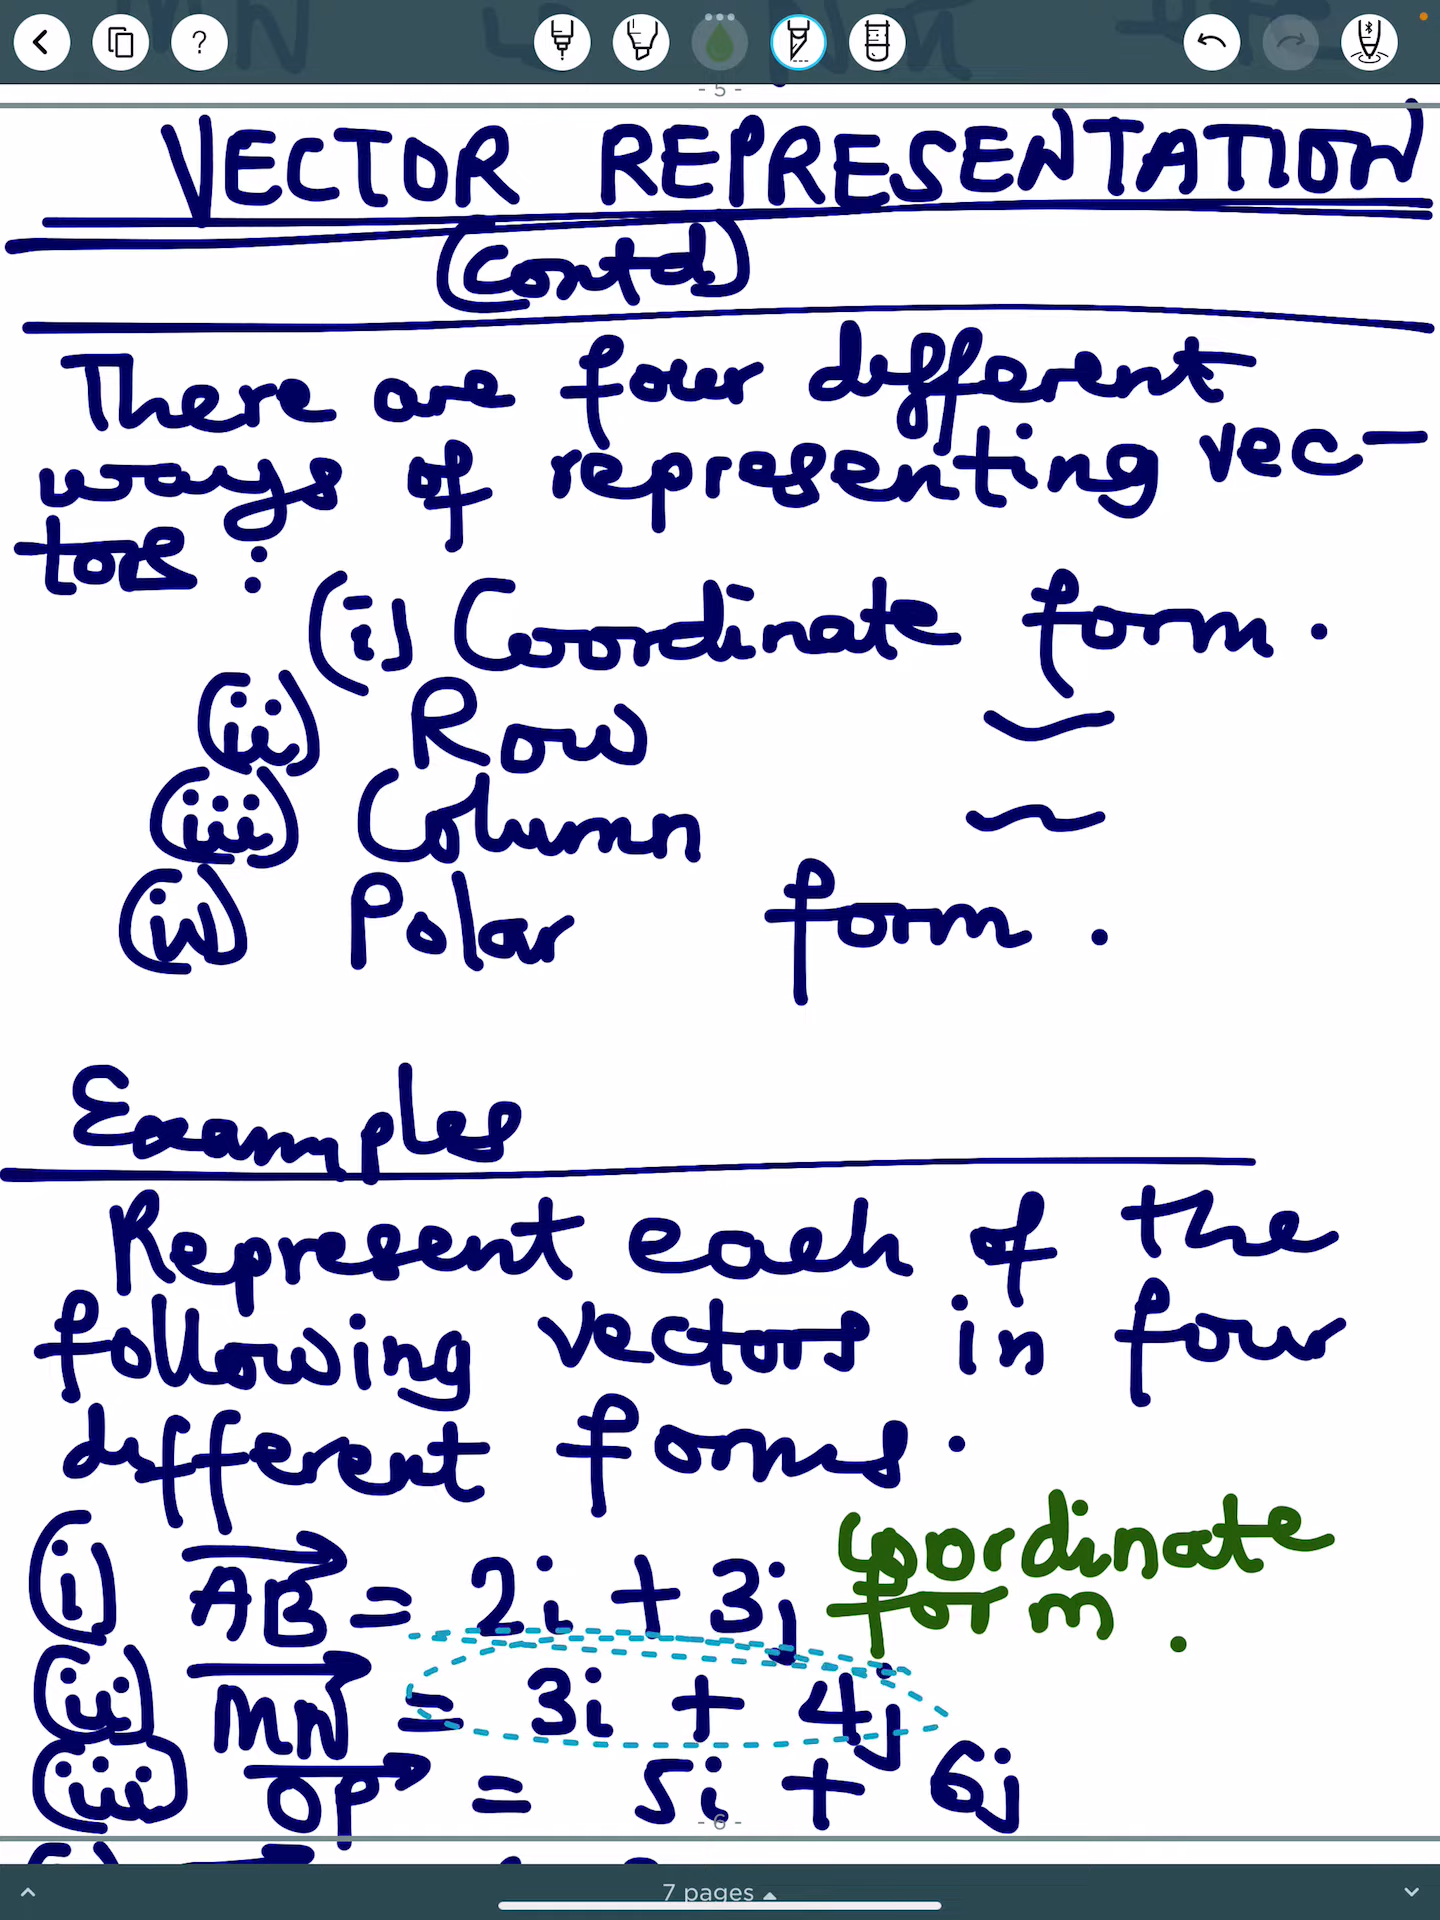 ?
- 5 -
VECTOR REPRESENTATION
(contd)
There are four different
ways of representing vec-
tors :
(i) Coordinate form.
(ii) Row
(iii) Column
(iv) Polar form.
Examples
Represent each of the
following vectors in four
different forms.
(i) AB = 2i + 3j coordinate
form.
(ii) MN = 3i + 4j
(iii) OP = 5i + 6j
- 6 -
7 pages